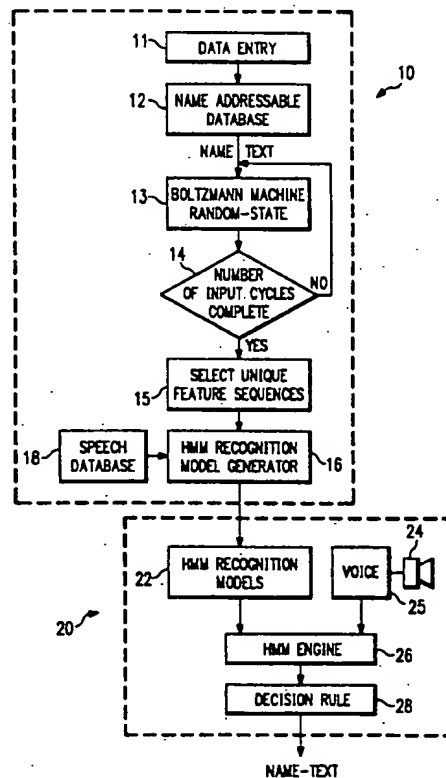 11
DATA ENTRY
10
12
NAME ADDRESSABLE
DATABASE
NAME TEXT
13
BOLTZMANN MACHINE
RANDOM-STATE
14
NUMBER
OF INPUT CYCLES
COMPLETE
NO
YES
15
SELECT UNIQUE
FEATURE SEQUENCES
18
SPEECH
DATABASE
HMM RECOGNITION
MODEL GENERATOR
16
24
22
HMM RECOGNITION
MODELS
VOICE
25
20
HMM ENGINE
26
DECISION RULE
28
NAME-TEXT